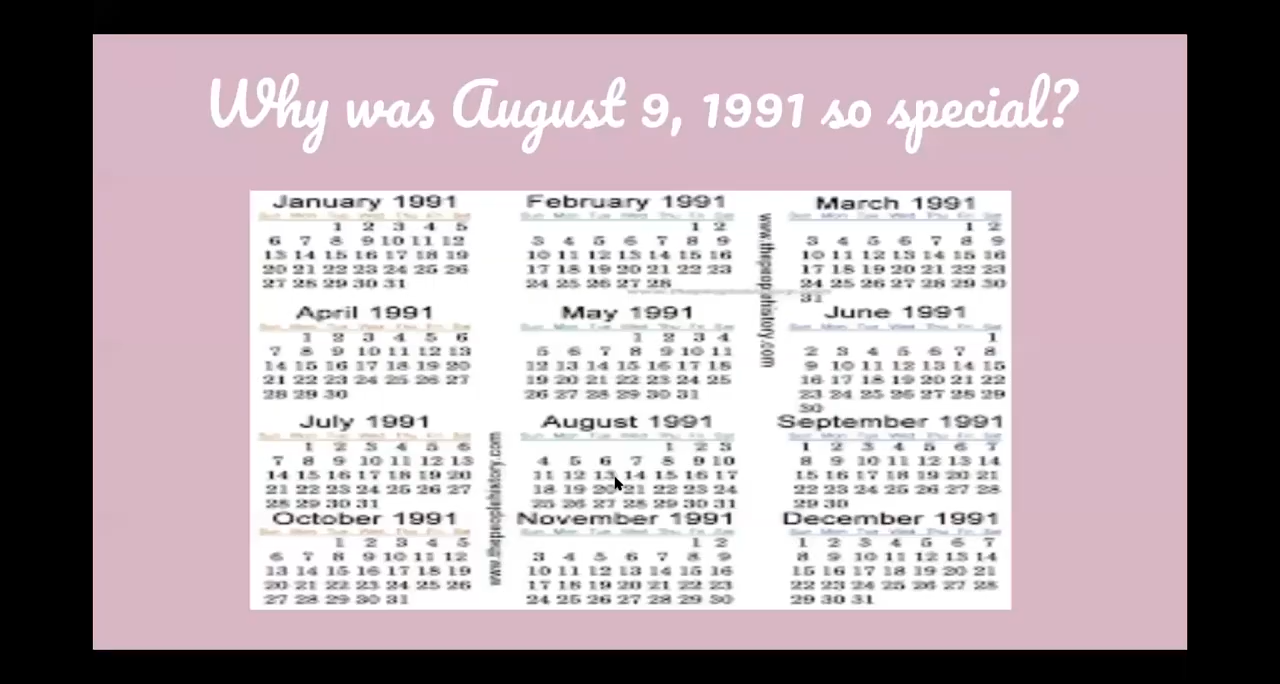 Why was August 9, 1991 so special?
January 1991
1 2 3 4 5
6 7 8 9 10 11 12
13 14 15 16 17 18 19
20 21 22 23 24 25 26
27 28 29 30 31
February 1991
1 2
3 4 5 6 7 8 9
10 11 12 13 14 15 16
17 18 19 20 21 22 23
24 25 26 27 28
March 1991
1 2
3 4 5 6 7 8 9
10 11 12 13 14 15 16
17 18 19 20 21 22 23
24 25 26 27 28 29 30
31
www.thepeoplehistory.com
April 1991
1 2 3 4 5 6
7 8 9 10 11 12 13
14 15 16 17 18 19 20
21 22 23 24 25 26 27
28 29 30
May 1991
1 2 3 4
5 6 7 8 9 10 11
12 13 14 15 16 17 18
19 20 21 22 23 24 25
26 27 28 29 30 31
June 1991
1
2 3 4 5 6 7 8
9 10 11 12 13 14 15
16 17 18 19 20 21 22
23 24 25 26 27 28 29
30
July 1991
1 2 3 4 5 6
7 8 9 10 11 12 13
14 15 16 17 18 19 20
21 22 23 24 25 26 27
28 29 30 31
August 1991
1 2 3
4 5 6 7 8 9 10
11 12 13 14 15 16 17
18 19 20 21 22 23 24
25 26 27 28 29 30 31
September 1991
1 2 3 4 5 6 7
8 9 10 11 12 13 14
15 16 17 18 19 20 21
22 23 24 25 26 27 28
29 30
www.thepeoplehistory.com
October 1991
1 2 3 4 5
6 7 8 9 10 11 12
13 14 15 16 17 18 19
20 21 22 23 24 25 26
27 28 29 30 31
November 1991
1 2
3 4 5 6 7 8 9
10 11 12 13 14 15 16
17 18 19 20 21 22 23
24 25 26 27 28 29 30
December 1991
1 2 3 4 5 6 7
8 9 10 11 12 13 14
15 16 17 18 19 20 21
22 23 24 25 26 27 28
29 30 31